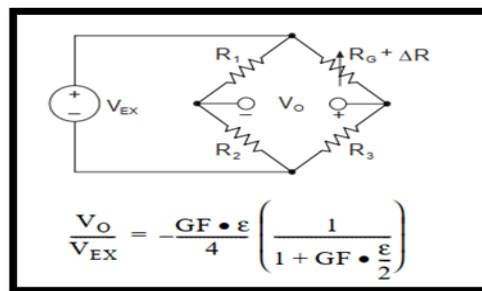 R1 RG + ΔR
+ VEX − − VO +
R2 R3
VO/VEX = − GF • ε/4 ( 1/(1 + GF • ε/2) )